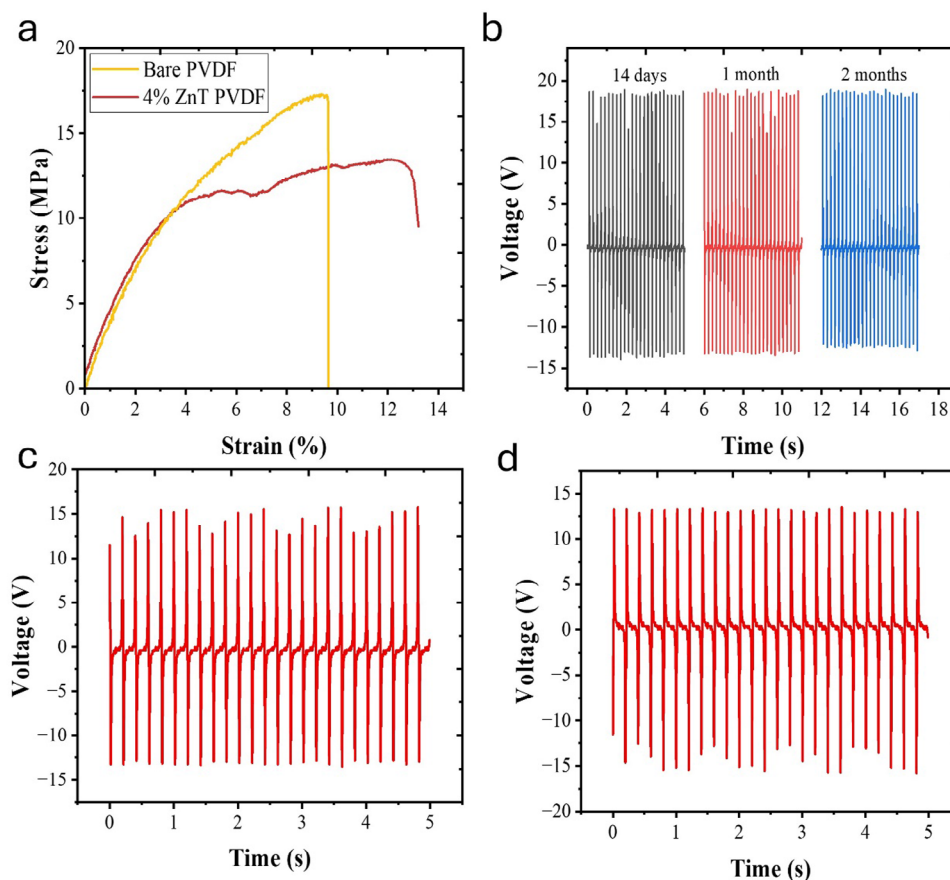 a
20
15
10
5
0
Stress (MPa)
Bare PVDF
4% ZnT PVDF
0 2 4 6 8 10 12 14
Strain (%)
b
25
20
15
10
5
0
−5
−10
−15
Voltage (V)
14 days 1 month 2 months
0 2 4 6 8 10 12 14 16 18
Time (s)
c
20
15
10
5
0
−5
−10
−15
Voltage (V)
0 1 2 3 4 5
Time (s)
d
15
10
5
0
−5
−10
−15
−20
Voltage (V)
0 1 2 3 4 5
Time (s)